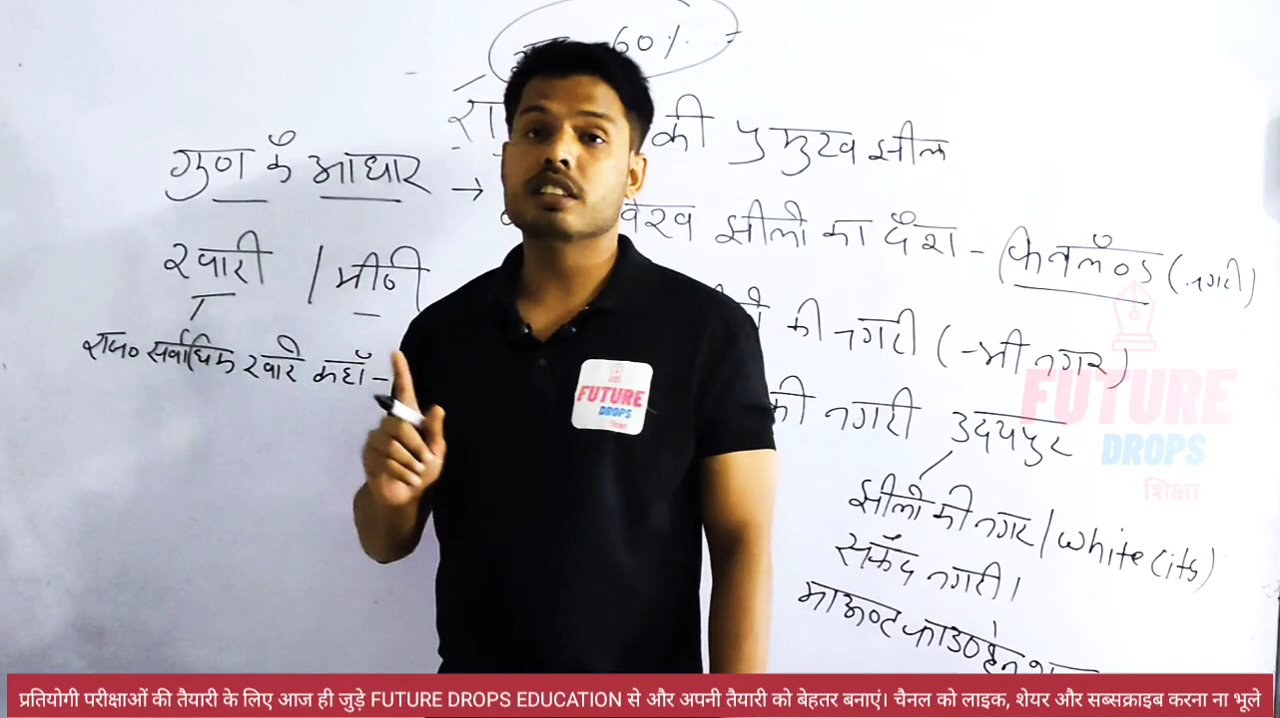 60%
की प्रमुख झील
गुण के आधार →
विश्व झीलों का देश - फिनलैण्ड (नगरी)
खारी / मीठी
की नगरी (-श्रीनगर)
राज० सर्वाधिक खारे कहाँ -
की नगरी उदयपुर
झीलों की नगर / White City)
सफेद नगरी।
माऊण्ट फाउण्टेन
FUTURE
DROPS
शिक्षा
FUTURE
DROPS
शिक्षा
प्रतियोगी परीक्षाओं की तैयारी के लिए आज ही जुड़े FUTURE DROPS EDUCATION से और अपनी तैयारी को बेहतर बनाएं। चैनल को लाइक, शेयर और सब्सक्राइब करना ना भूले